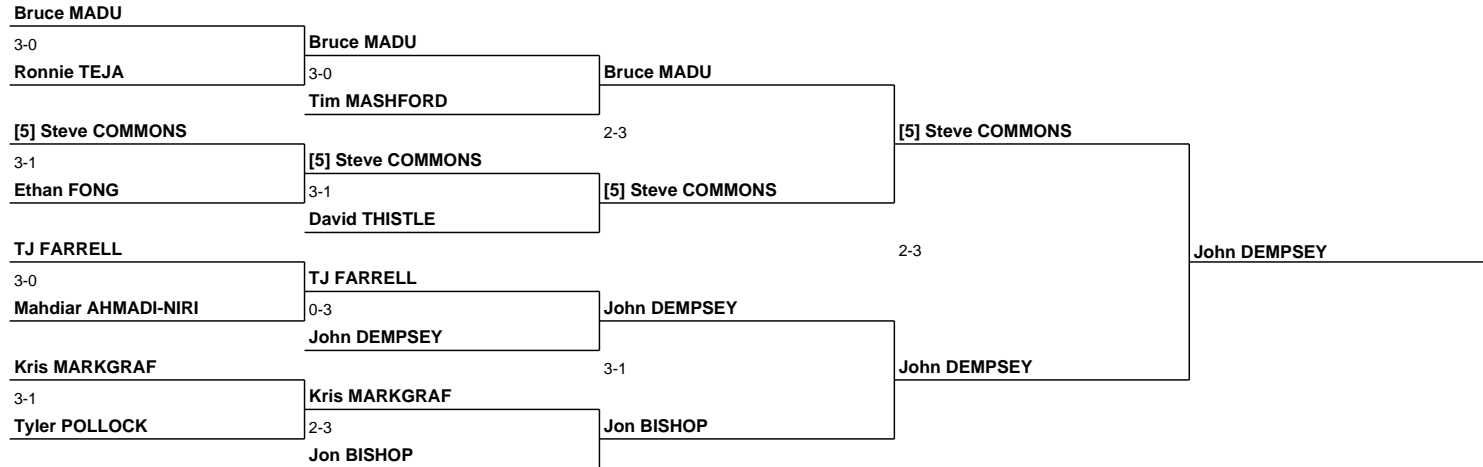 Bruce MADU
3-0
Bruce MADU
Ronnie TEJA
3-0
Bruce MADU
Tim MASHFORD
[5] Steve COMMONS
2-3
[5] Steve COMMONS
3-1
[5] Steve COMMONS
Ethan FONG
3-1
[5] Steve COMMONS
David THISTLE
TJ FARRELL
2-3
John DEMPSEY
3-0
TJ FARRELL
Mahdiar AHMADI-NIRI
0-3
John DEMPSEY
John DEMPSEY
Kris MARKGRAF
3-1
John DEMPSEY
3-1
Kris MARKGRAF
Tyler POLLOCK
2-3
Jon BISHOP
Jon BISHOP